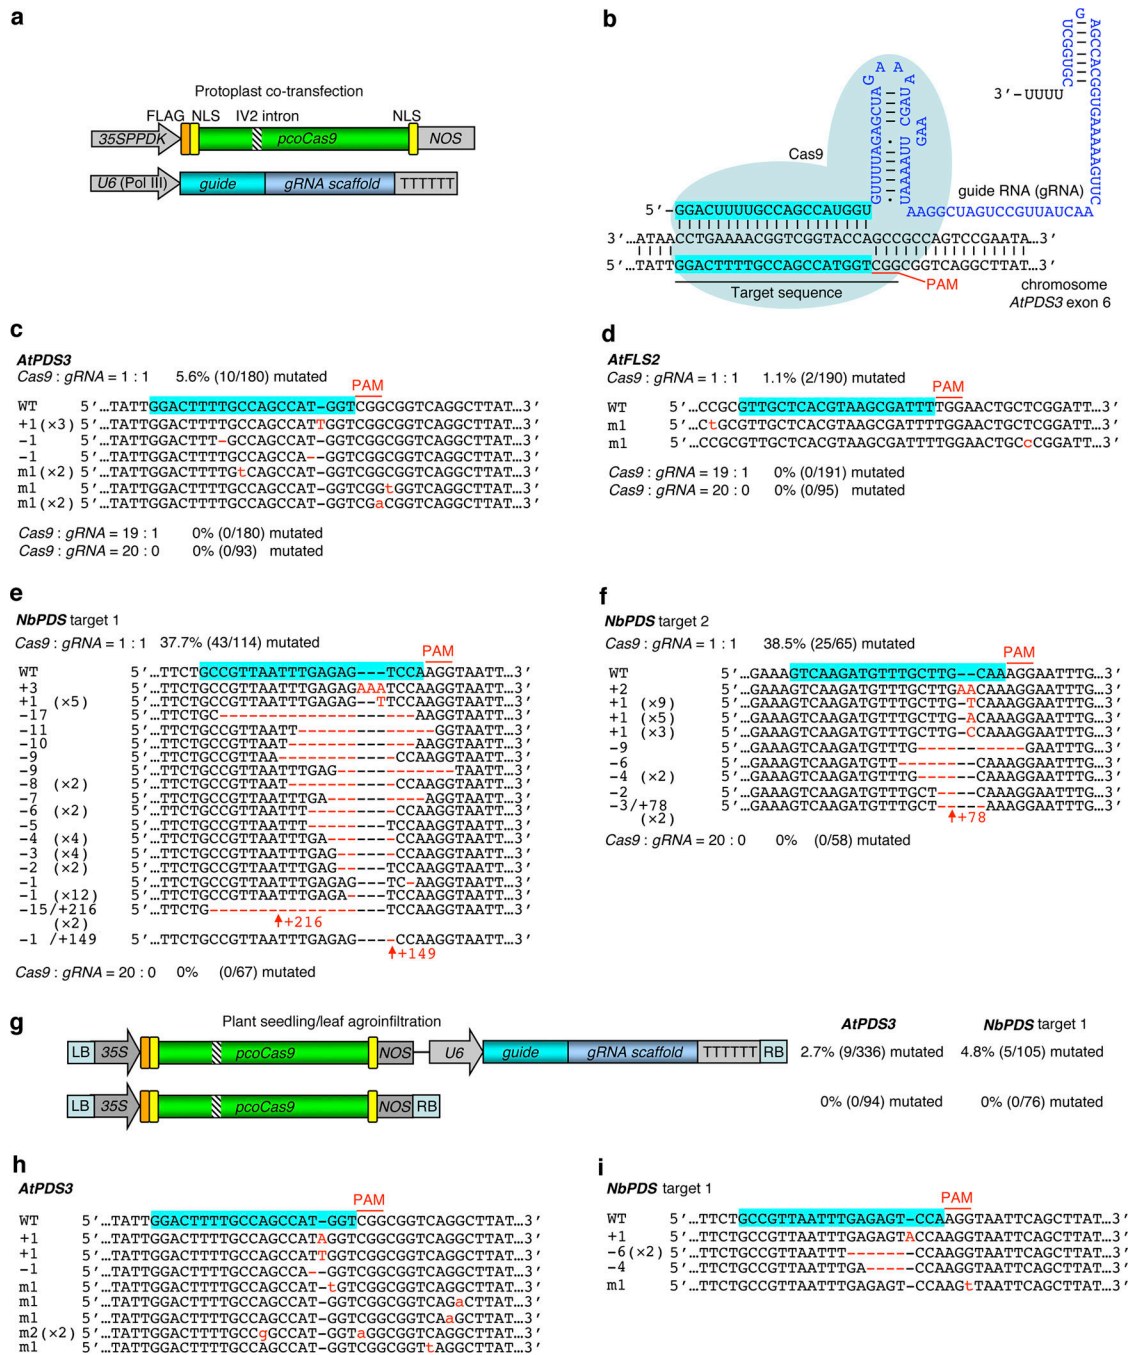 a
Protoplast co-transfection
FLAG NLS IV2 intron NLS
35SPPDK pcoCas9 NOS
U6 (Pol III) guide gRNA scaffold TTTTTT
b
Cas9
guide RNA (gRNA)
3′-UUUU
5′-GGACUUUUGCCAGCCAUGGU
AAGGCUAGUCCGUUAUCAA
3′…ATAACCTGAAAACGGTCGGTACCAGCCGCCAGTCCGAATA…3′
5′…TATTGGACTTTTGCCAGCCATGGTCGGCGGTCAGGCTTAT…3′
Target sequence PAM
chromosome
AtPDS3 exon 6
c
AtPDS3
Cas9 : gRNA = 1 : 1 5.6% (10/180) mutated
PAM
WT 5′…TATTGGACTTTTGCCAGCCAT-GGTCGGCGGTCAGGCTTAT…3′
+1(×3) 5′…TATTGGACTTTTGCCAGCCATTGGTCGGCGGTCAGGCTTAT…3′
-1 5′…TATTGGACTTT-GCCAGCCAT-GGTCGGCGGTCAGGCTTAT…3′
-1 5′…TATTGGACTTTTGCCAGCCA--GGTCGGCGGTCAGGCTTAT…3′
m1(×2) 5′…TATTGGACTTTTGtCAGCCAT-GGTCGGCGGTCAGGCTTAT…3′
m1 5′…TATTGGACTTTTGCCAGCCAT-GGTCGGtGGTCAGGCTTAT…3′
m1(×2) 5′…TATTGGACTTTTGCCAGCCAT-GGTCGaCGGTCAGGCTTAT…3′
Cas9 : gRNA = 19 : 1 0% (0/180) mutated
Cas9 : gRNA = 20 : 0 0% (0/93) mutated
d
AtFLS2
Cas9 : gRNA = 1 : 1 1.1% (2/190) mutated
PAM
WT 5′…CCGCGTTGCTCACGTAAGCGATTTTGGAACTGCTCGGATT…3′
m1 5′…CtGCGTTGCTCACGTAAGCGATTTTGGAACTGCTCGGATT…3′
m1 5′…CCGCGTTGCTCACGTAAGCGATTTTGGAACTGCcCGGATT…3′
Cas9 : gRNA = 19 : 1 0% (0/191) mutated
Cas9 : gRNA = 20 : 0 0% (0/95) mutated
e
NbPDS target 1
Cas9 : gRNA = 1 : 1 37.7% (43/114) mutated
PAM
WT 5′…TTCTGCCGTTAATTTGAGAG---TCCAAGGTAATT…3′
+3 5′…TTCTGCCGTTAATTTGAGAGAAATCCAAGGTAATT…3′
+1 (×5) 5′…TTCTGCCGTTAATTTGAGAG--TTCCAAGGTAATT…3′
-17 5′…TTCTGC--------------------AAGGTAATT…3′
-11 5′…TTCTGCCGTTAATT--------------GGTAATT…3′
-10 5′…TTCTGCCGTTAAT-------------AAGGTAATT…3′
-9 5′…TTCTGCCGTTAA------------CCAAGGTAATT…3′
-9 5′…TTCTGCCGTTAATTTGAG------------TAATT…3′
-8 (×2) 5′…TTCTGCCGTTAAT-----------CCAAGGTAATT…3′
-7 5′…TTCTGCCGTTAATTTGA----------AGGTAATT…3′
-6 (×2) 5′…TTCTGCCGTTAATTT---------CCAAGGTAATT…3′
-5 5′…TTCTGCCGTTAATTT--------TCCAAGGTAATT…3′
-4 (×4) 5′…TTCTGCCGTTAATTTGA-------CCAAGGTAATT…3′
-3 (×4) 5′…TTCTGCCGTTAATTTGAG------CCAAGGTAATT…3′
-2 (×2) 5′…TTCTGCCGTTAATTTGAG-----TCCAAGGTAATT…3′
-1 5′…TTCTGCCGTTAATTTGAGAG---TC-AAGGTAATT…3′
-1 (×12) 5′…TTCTGCCGTTAATTTGAGA----TCCAAGGTAATT…3′
-15/+216 5′…TTCTG------------------TCCAAGGTAATT…3′
(×2) +216
-1 /+149 5′…TTCTGCCGTTAATTTGAGAG----CCAAGGTAATT…3′
+149
Cas9 : gRNA = 20 : 0 0% (0/67) mutated
f
NbPDS target 2
Cas9 : gRNA = 1 : 1 38.5% (25/65) mutated
PAM
WT 5′…GAAAGTCAAGATGTTTGCTTG--CAAAGGAATTTG…3′
+2 5′…GAAAGTCAAGATGTTTGCTTGAACAAAGGAATTTG…3′
+1 (×9) 5′…GAAAGTCAAGATGTTTGCTTG-TCAAAGGAATTTG…3′
+1 (×5) 5′…GAAAGTCAAGATGTTTGCTTG-ACAAAGGAATTTG…3′
+1 (×3) 5′…GAAAGTCAAGATGTTTGCTTG-CCAAAGGAATTTG…3′
-9 5′…GAAAGTCAAGATGTTTG-----------GAATTTG…3′
-6 5′…GAAAGTCAAGATGTT--------CAAAGGAATTTG…3′
-4 (×2) 5′…GAAAGTCAAGATGTTTG------CAAAGGAATTTG…3′
-2 5′…GAAAGTCAAGATGTTTGCT----CAAAGGAATTTG…3′
-3/+78 5′…GAAAGTCAAGATGTTTGCT-----AAAGGAATTTG…3′
(×2) +78
Cas9 : gRNA = 20 : 0 0% (0/58) mutated
g
Plant seedling/leaf agroinfiltration
AtPDS3 NbPDS target 1
LB 35S pcoCas9 NOS U6 guide gRNA scaffold TTTTTT RB 2.7% (9/336) mutated 4.8% (5/105) mutated
LB 35S pcoCas9 NOS RB 0% (0/94) mutated 0% (0/76) mutated
h
AtPDS3
PAM
WT 5′…TATTGGACTTTTGCCAGCCAT-GGTCGGCGGTCAGGCTTAT…3′
+1 5′…TATTGGACTTTTGCCAGCCATAGGTCGGCGGTCAGGCTTAT…3′
+1 5′…TATTGGACTTTTGCCAGCCATTGGTCGGCGGTCAGGCTTAT…3′
-1 5′…TATTGGACTTTTGCCAGCCA--GGTCGGCGGTCAGGCTTAT…3′
m1 5′…TATTGGACTTTTGCCAGCCAT-tGTCGGCGGTCAGGCTTAT…3′
m1 5′…TATTGGACTTTTGCCAGCCAT-GGTCGGCGGTCAGaCTTAT…3′
m1 5′…TATTGGACTTTTGCCAGCCAT-GGTCGGCGGTCAaGCTTAT…3′
m2(×2) 5′…TATTGGACTTTTGCCgGCCAT-GGTaGGCGGTCAGGCTTAT…3′
m1 5′…TATTGGACTTTTGCCAGCCAT-GGTCGGCGGTtAGGCTTAT…3′
i
NbPDS target 1
PAM
WT 5′…TTCTGCCGTTAATTTGAGAGT-CCAAGGTAATTCAGCTTAT…3′
+1 5′…TTCTGCCGTTAATTTGAGAGTACCAAGGTAATTCAGCTTAT…3′
-6(×2) 5′…TTCTGCCGTTAATTT-------CCAAGGTAATTCAGCTTAT…3′
-4 5′…TTCTGCCGTTAATTTGA-----CCAAGGTAATTCAGCTTAT…3′
m1 5′…TTCTGCCGTTAATTTGAGAGT-CCAAGtTAATTCAGCTTAT…3′